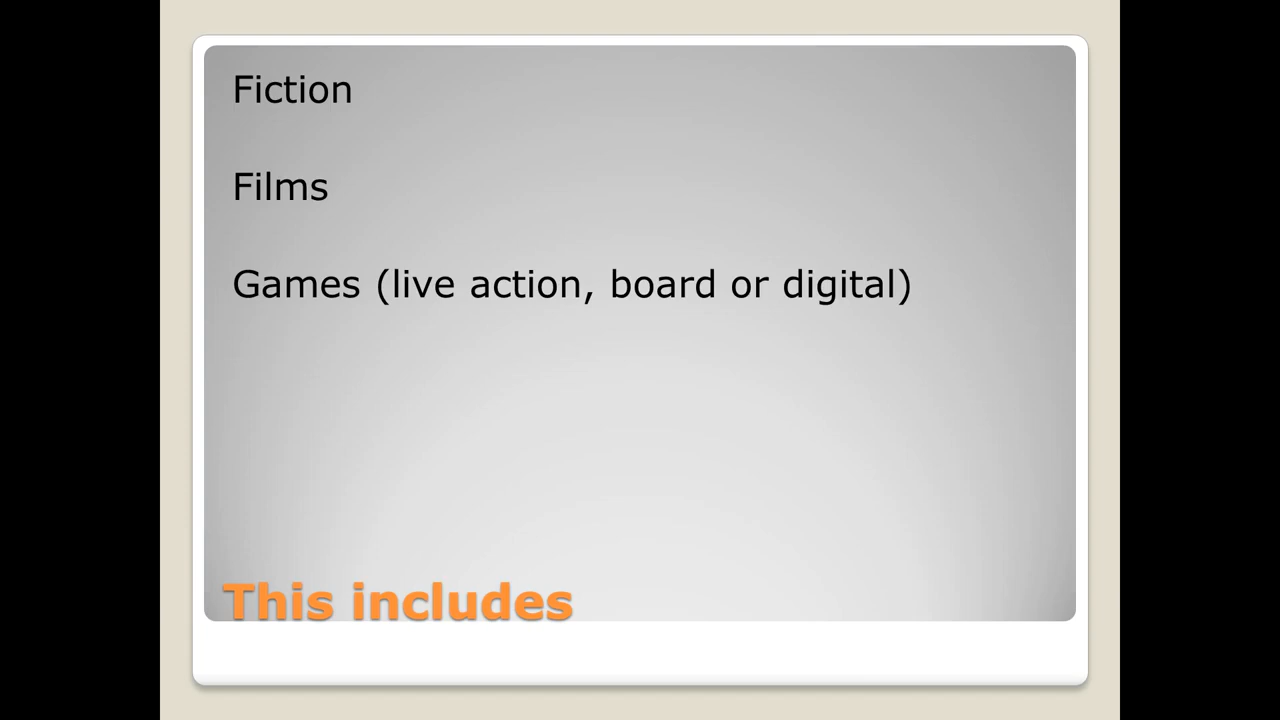 Fiction
Films
Games (live action, board or digital)
This includes